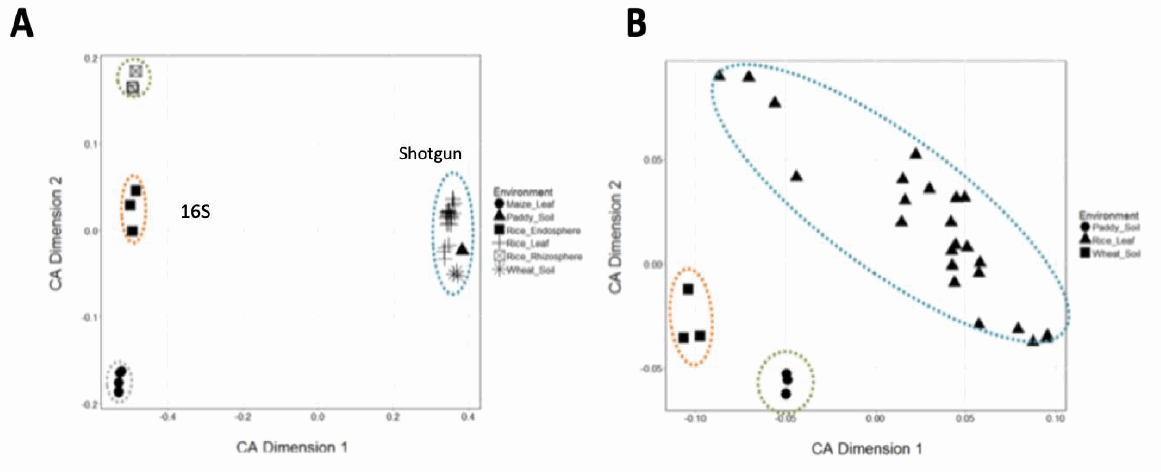 A
0.2
0.1
0.0
-0.1
-0.2
CA Dimension 2
16S
Shotgun
-0.4
-0.2
0.0
0.2
0.4
CA Dimension 1
Environment
Maize_Leaf
Paddy_Soil
Rice_Endosphere
Rice_Leaf
Rice_Rhizosphere
Wheat_Soil
B
0.05
0.00
-0.05
CA Dimension 2
-0.10
-0.05
0.00
0.05
0.10
CA Dimension 1
Environment
Paddy_Soil
Rice_Leaf
Wheat_Soil